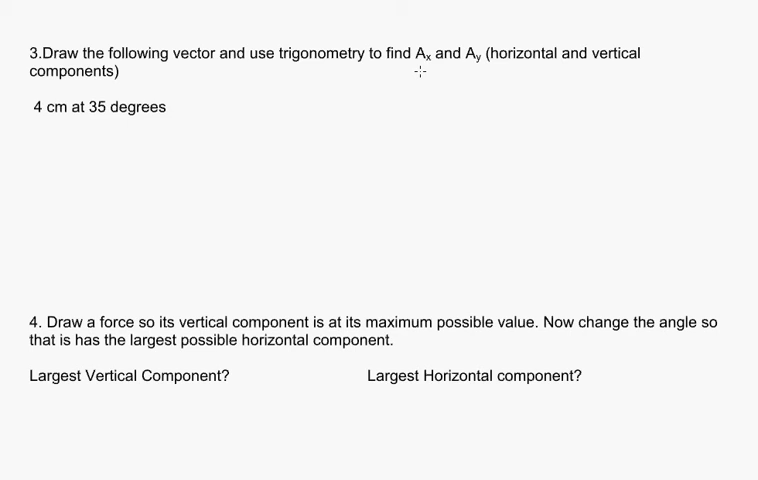 3.Draw the following vector and use trigonometry to find Ax and Ay (horizontal and vertical
components)
4 cm at 35 degrees
4. Draw a force so its vertical component is at its maximum possible value. Now change the angle so
that is has the largest possible horizontal component.
Largest Vertical Component? Largest Horizontal component?